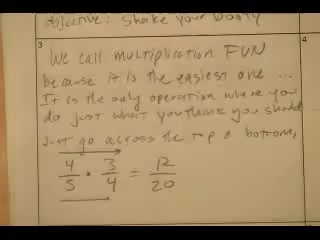 objective: Shake your booty
3
4
We call multiplication FUN
because it is the easiest one ...
It is the only operation where you
do just what you think you should
just go across the top & bottom,
4/5 · 3/4 = 12/20